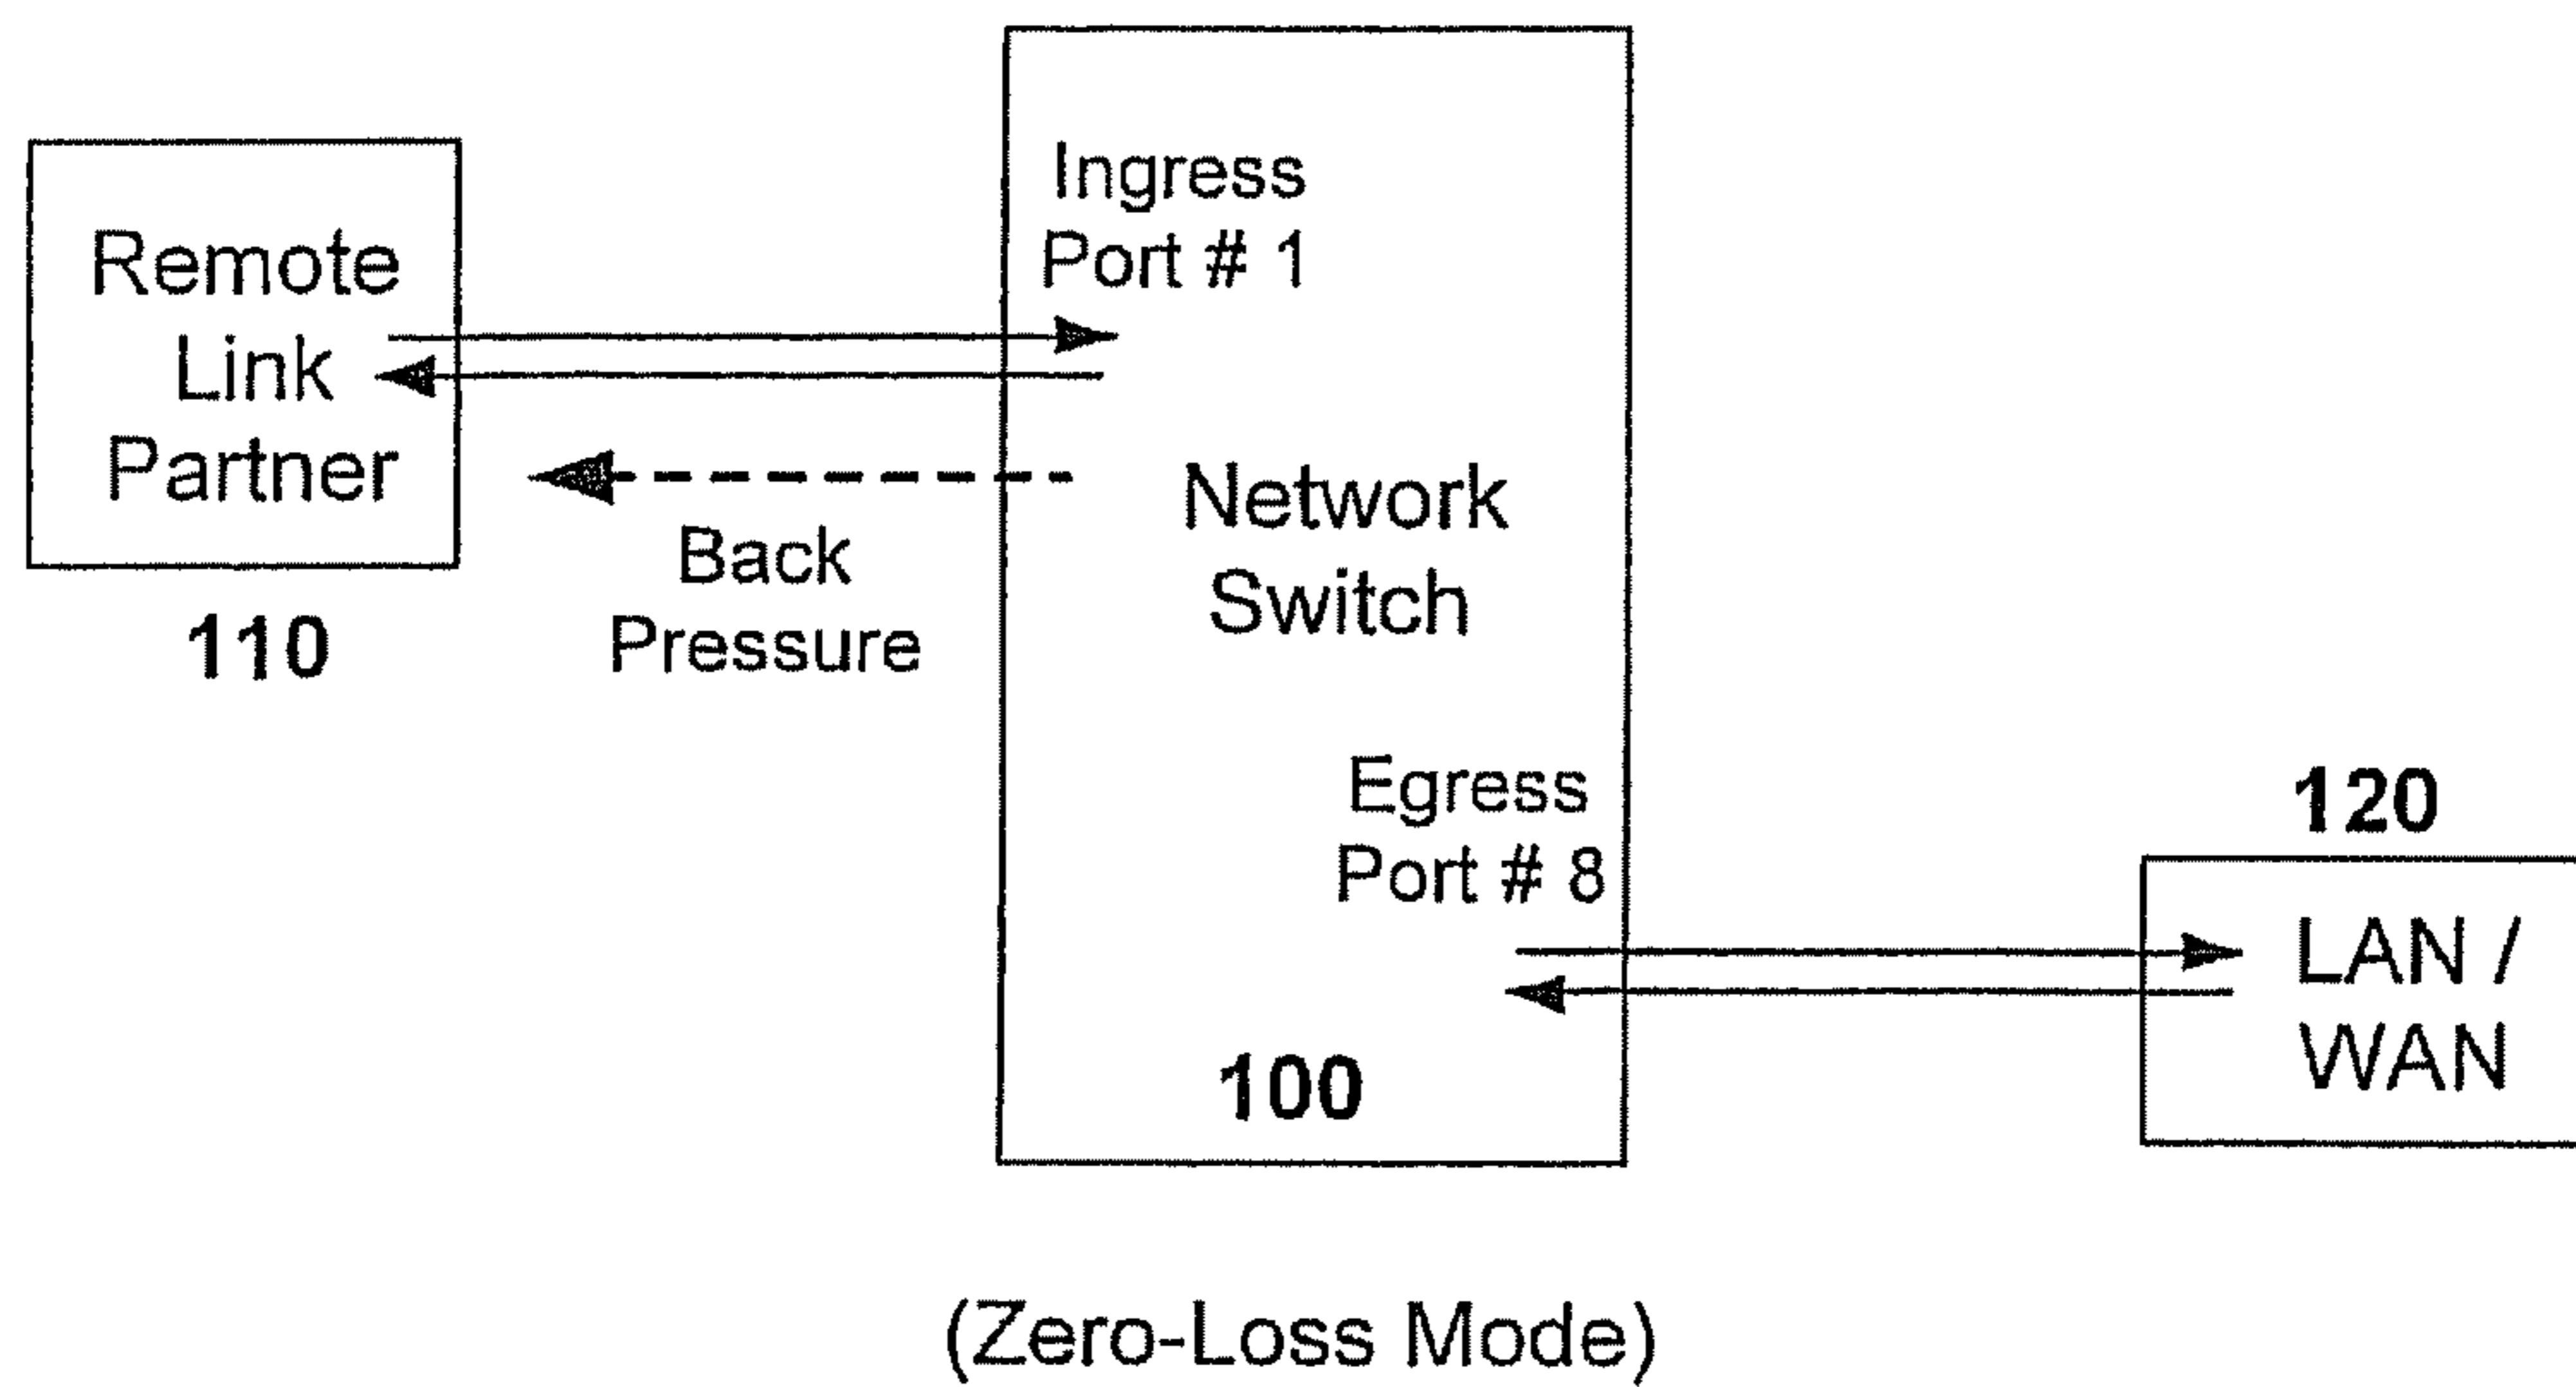 Remote
Link
Partner
110
Back
Pressure
Ingress
Port # 1
Network
Switch
Egress
Port # 8
100
120
LAN /
WAN
(Zero-Loss Mode)